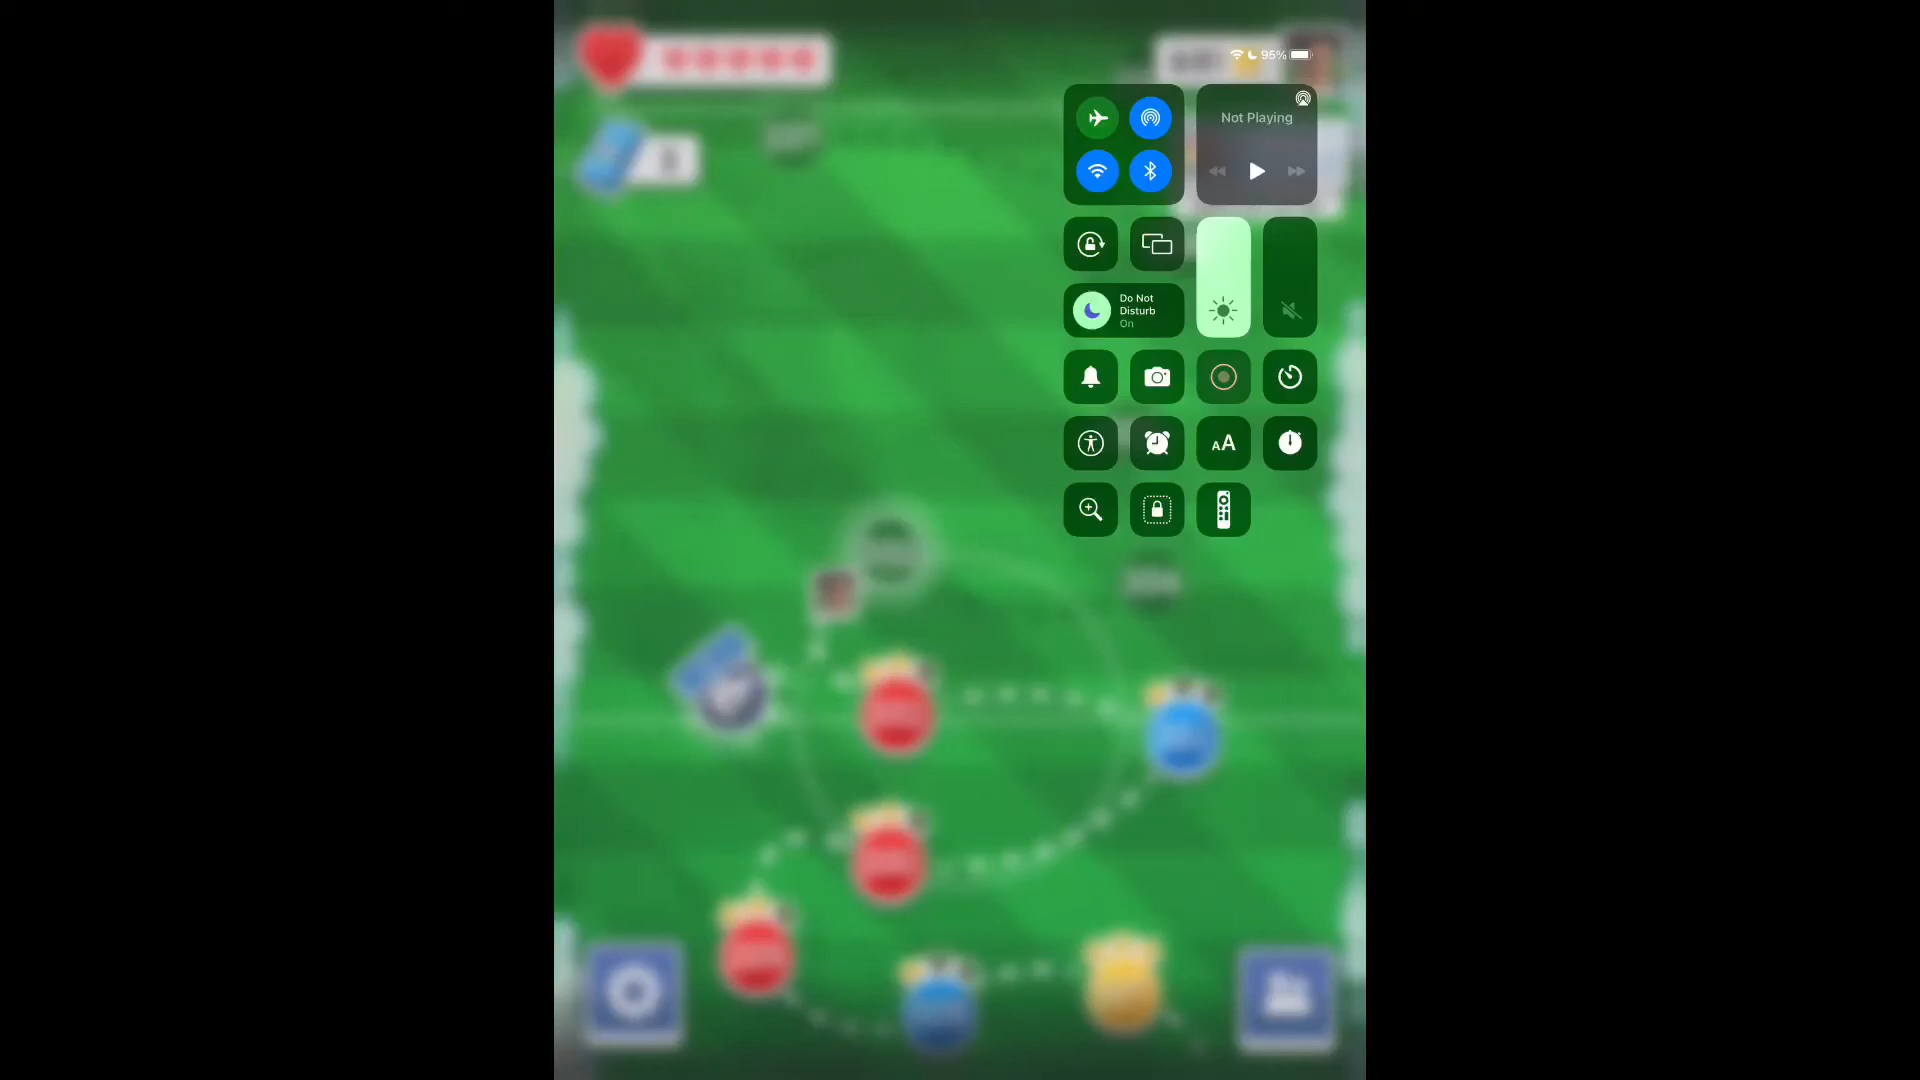 95%
Not Playing
Do Not
Disturb
On
AA